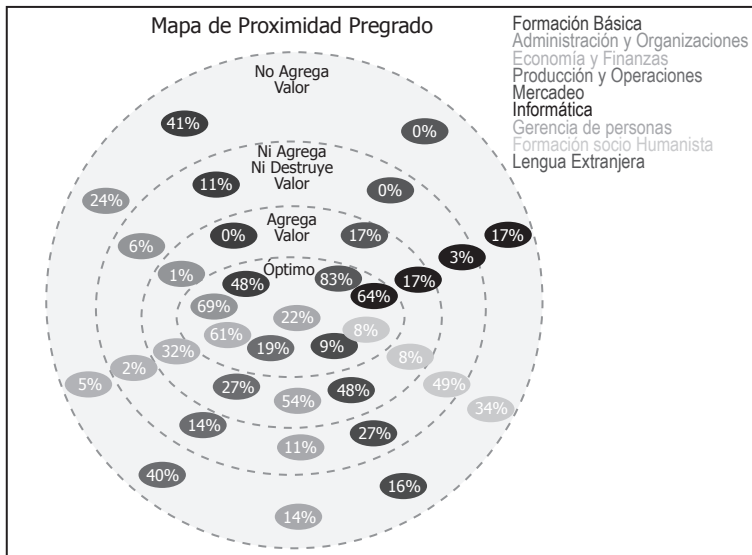 Mapa de Proximidad Pregrado
Formación Básica
Administración y Organizaciones
Economía y Finanzas
Producción y Operaciones
Mercadeo
Informática
Gerencia de personas
Formación socio Humanista
Lengua Extranjera
No Agrega
Valor
41%
0%
Ni Agrega
Ni Destruye
Valor
11%
0%
24%
Agrega
Valor
0%
17%
17%
6%
3%
1%
Óptimo
48%
83%
17%
64%
69%
22%
61%
8%
19%
9%
32%
8%
2%
5%
27%
54%
48%
49%
34%
14%
11%
27%
40%
16%
14%